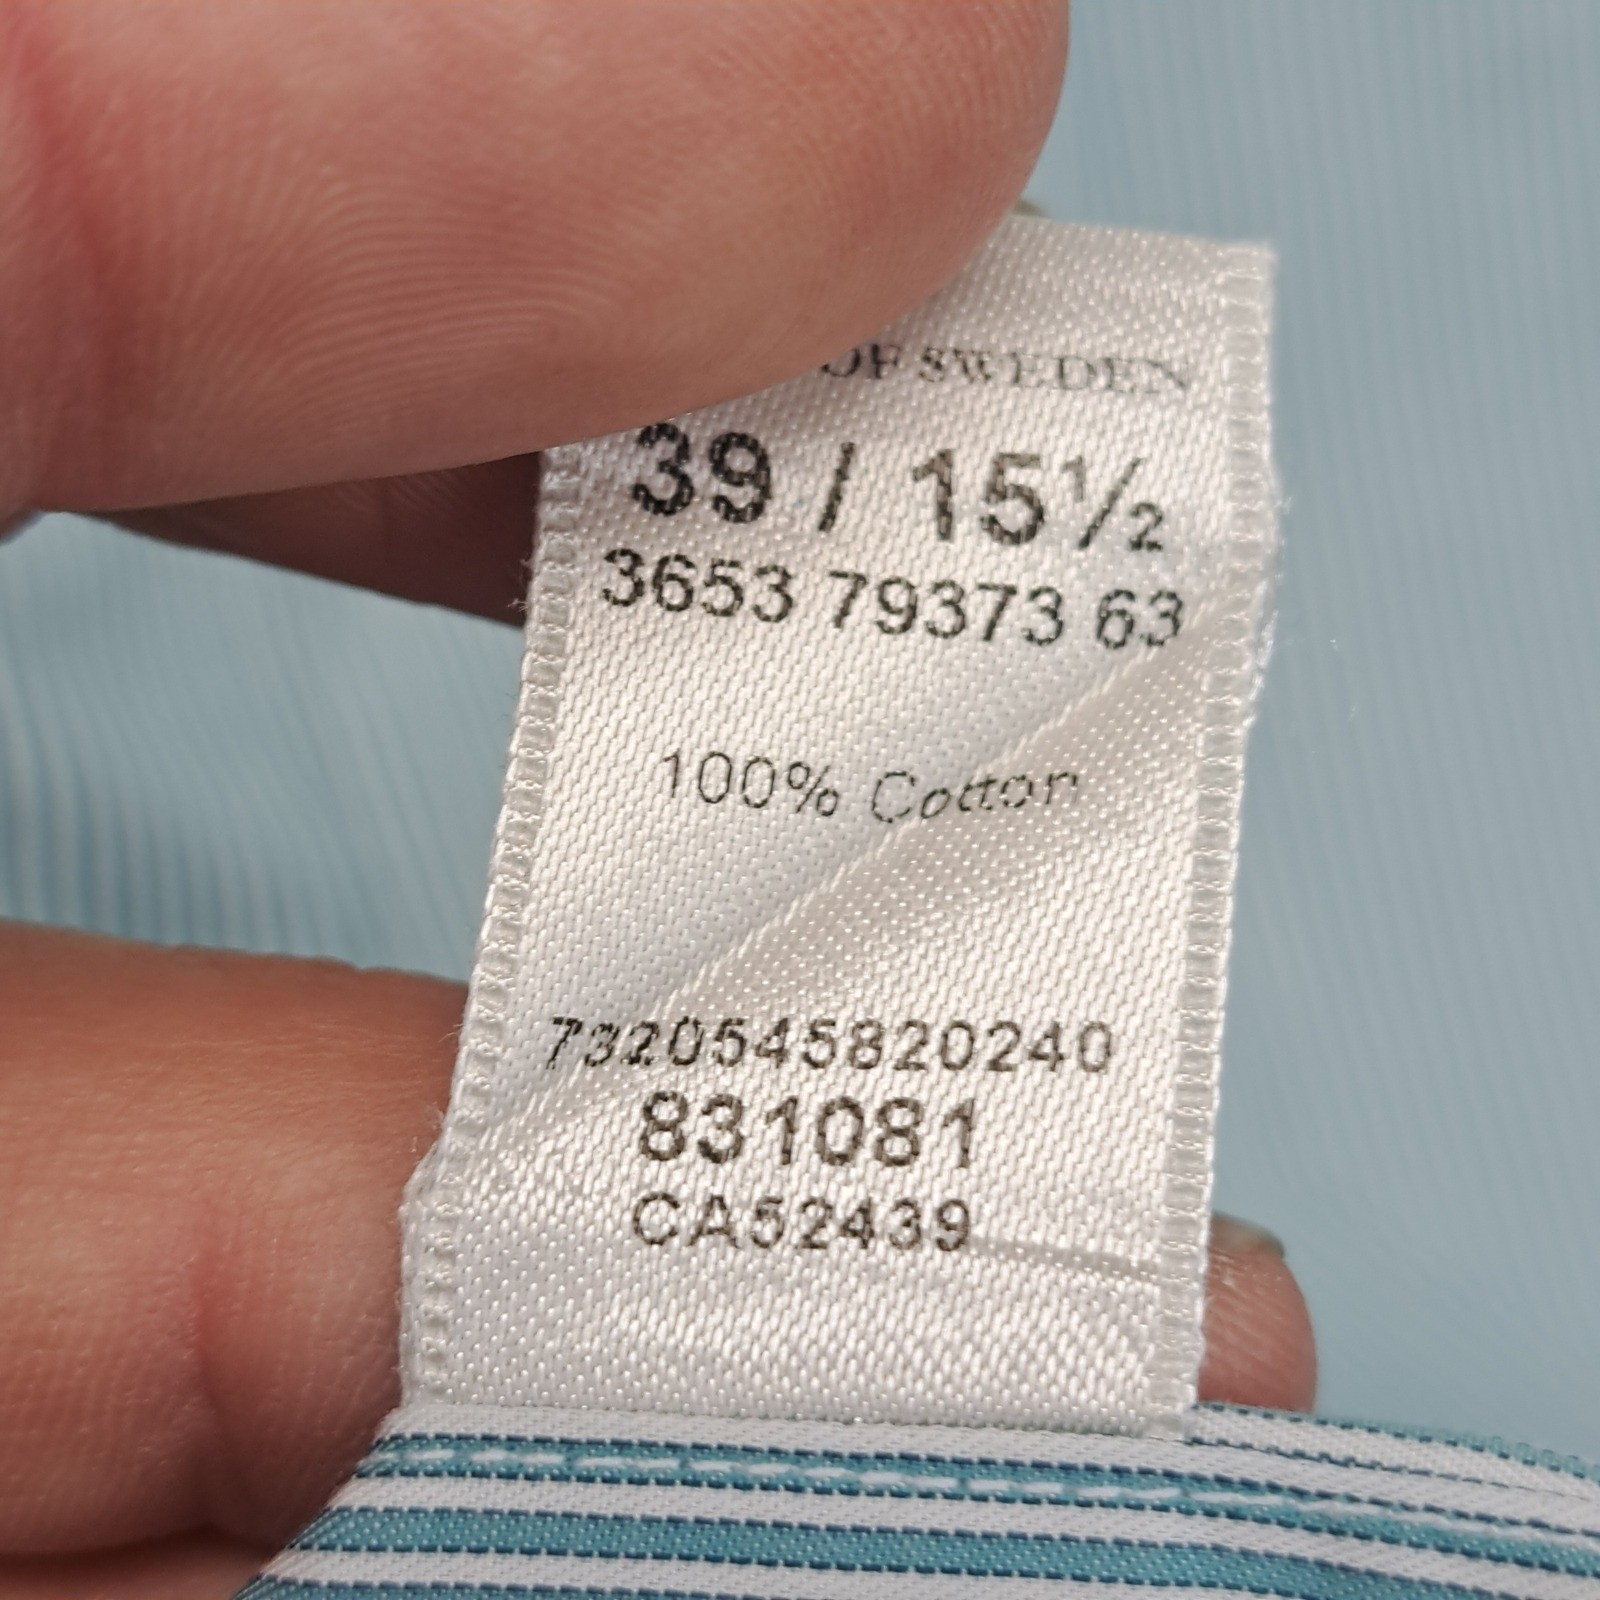 OF SWEDEN
39 / 15½
3653 79373 63
100% Cotton
7320545820240
831081
CA52439